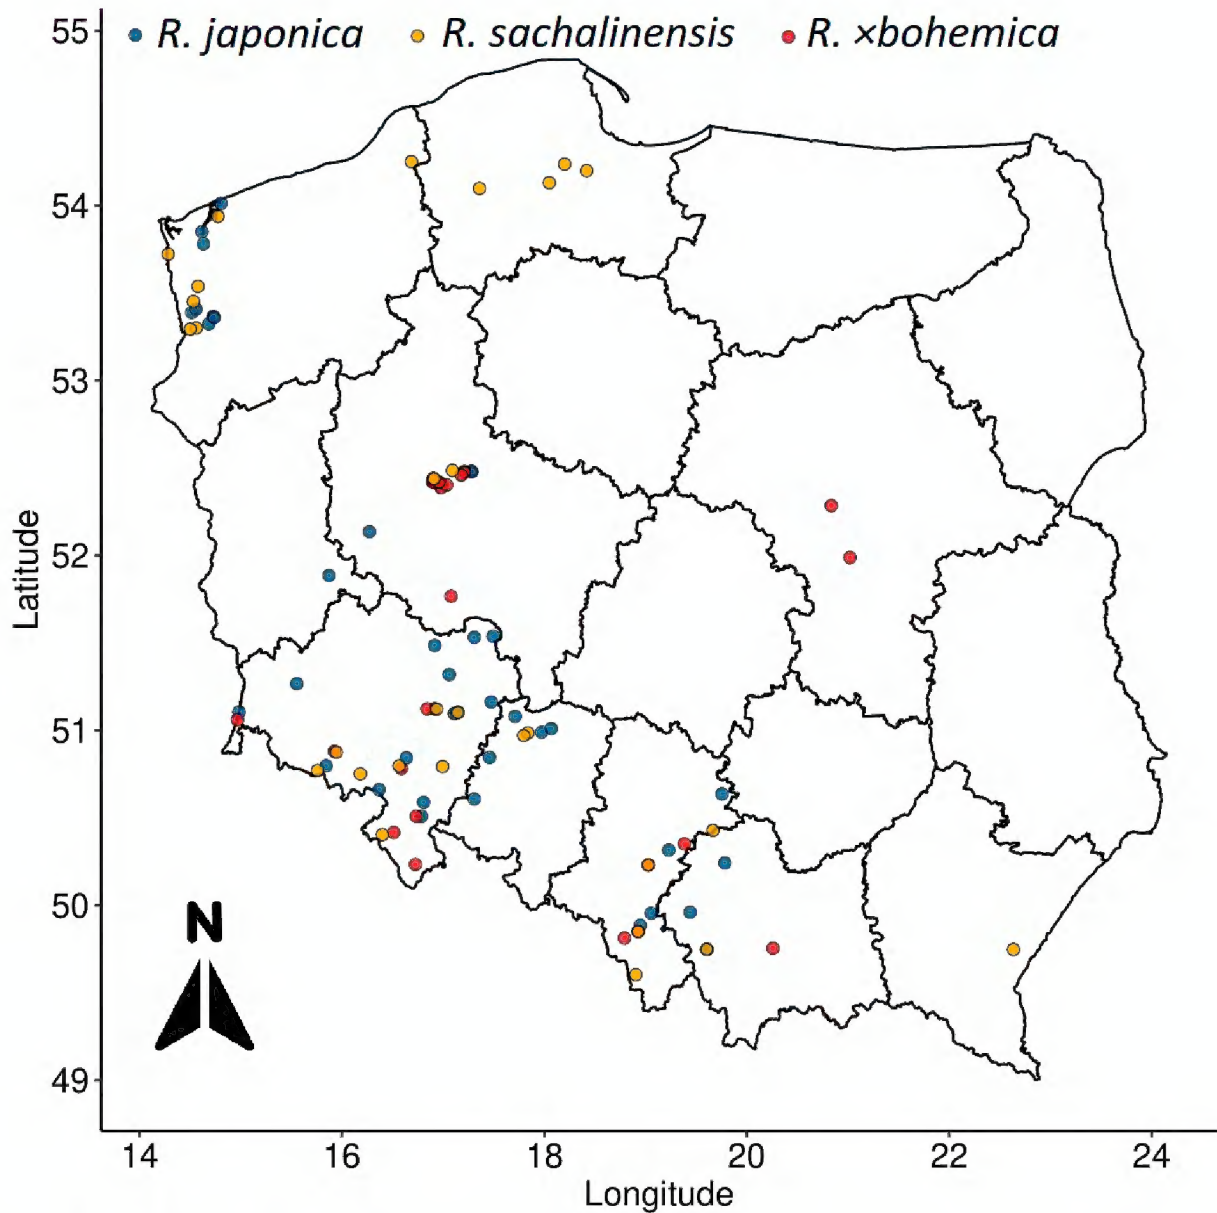 R. japonica R. sachalinensis R. ×bohemica
55
54
53
52
51
50
49
Latitude
N
14 16 18 20 22 24
Longitude